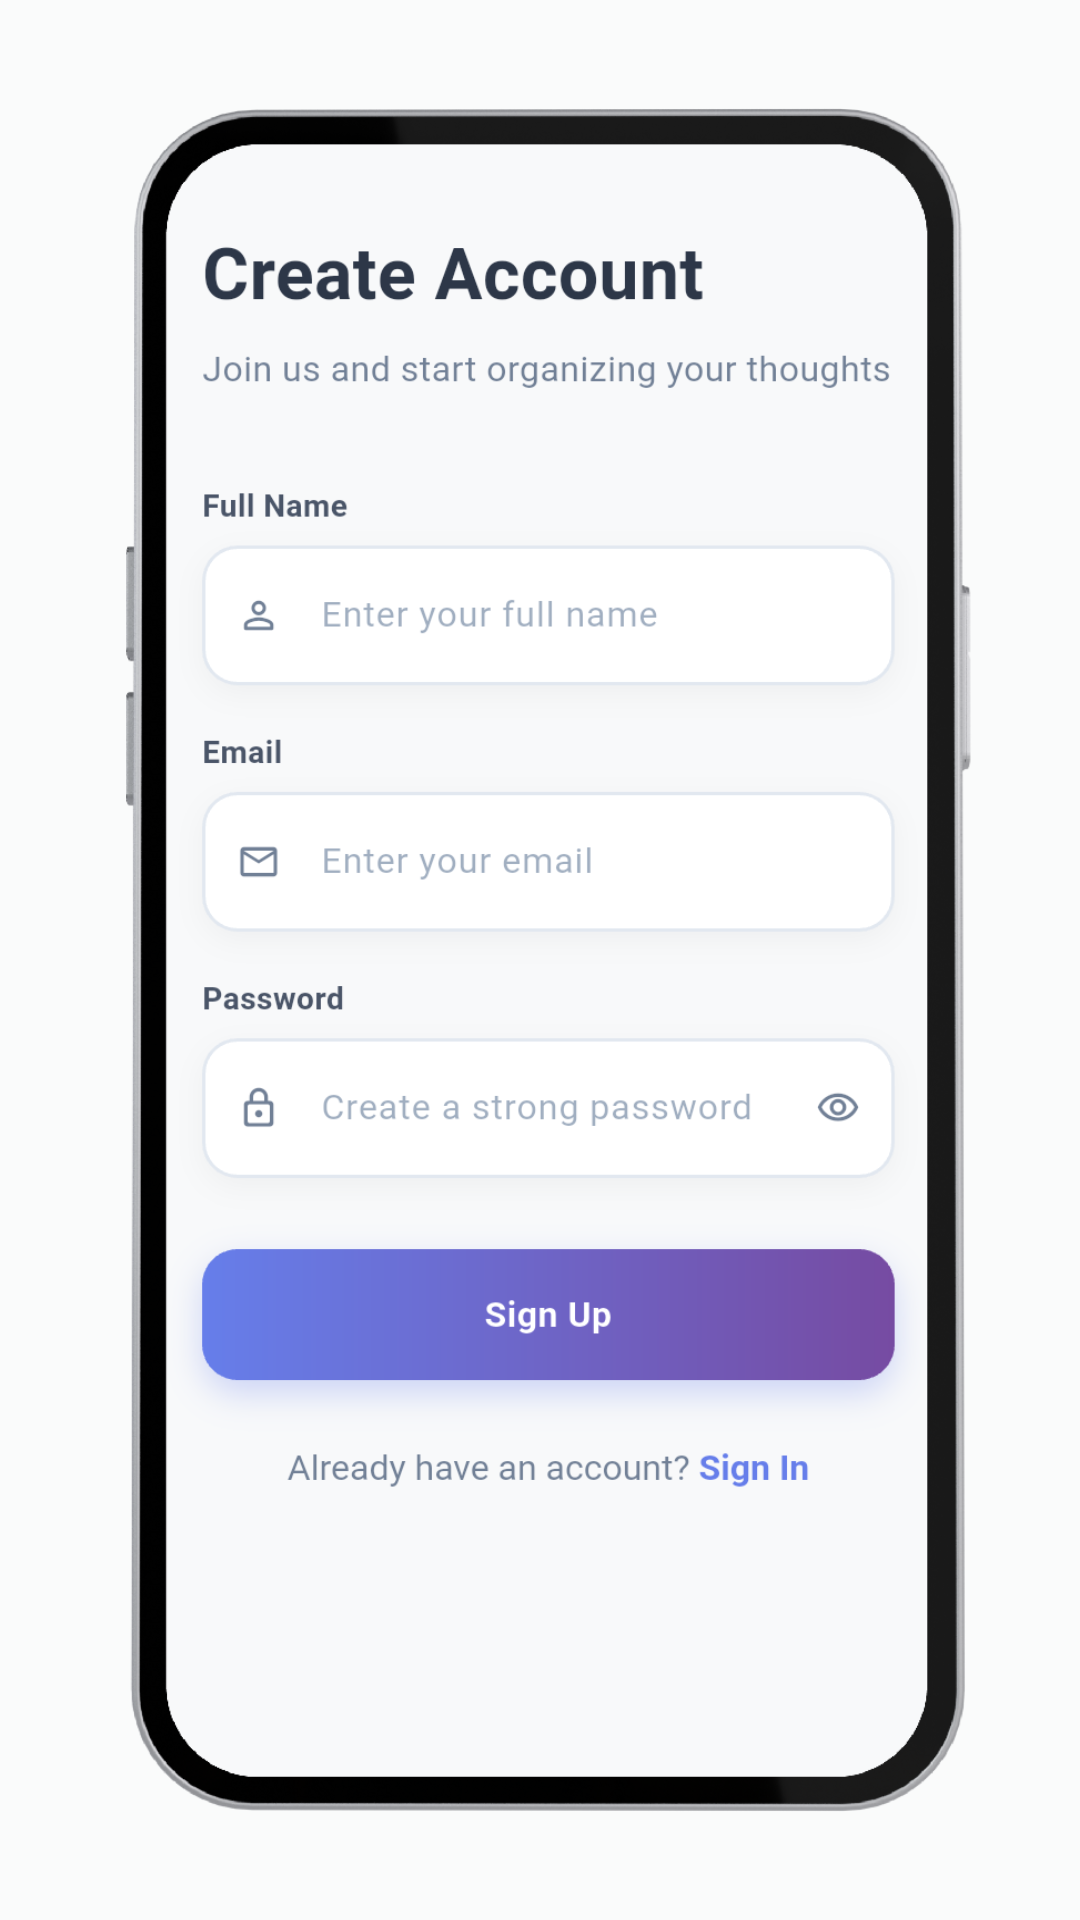 Create Account
Join us and start organizing your thoughts
Full Name
Enter your full name
Email
Enter your email
Password
Create a strong password
Sign Up
Already have an account? Sign In